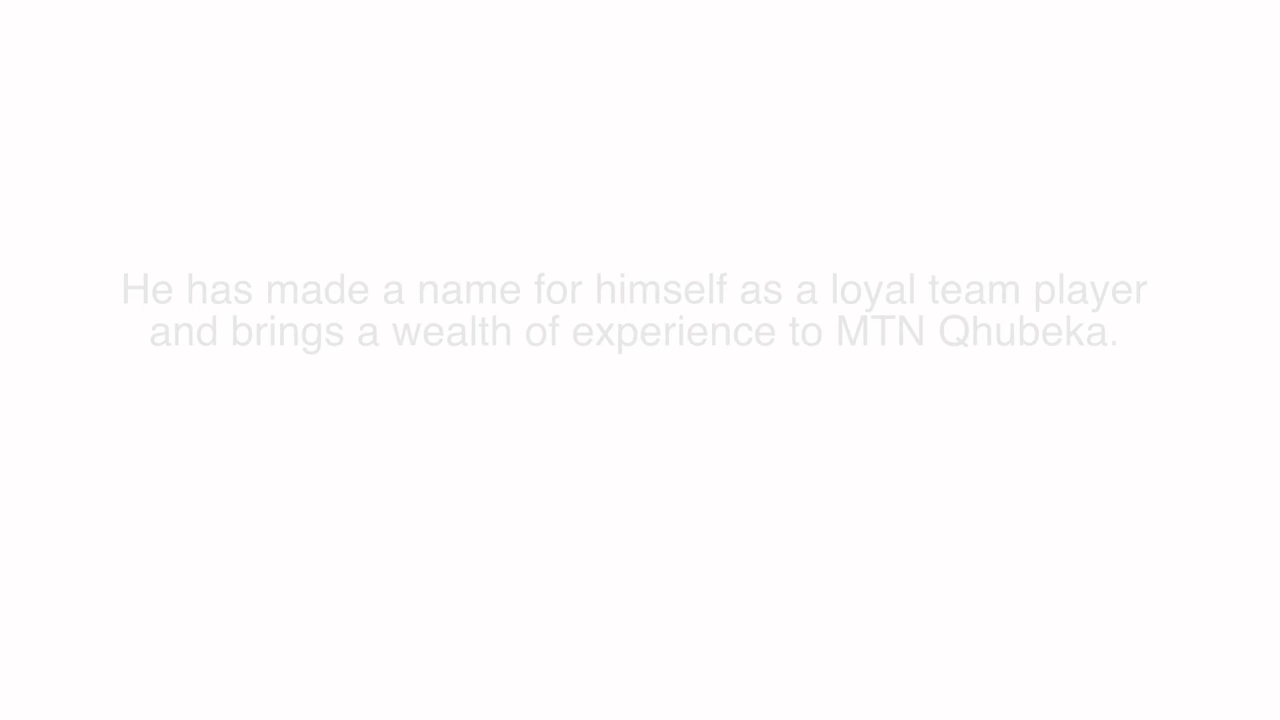 He has made a name for himself as a loyal team player
and brings a wealth of experience to MTN Qhubeka.